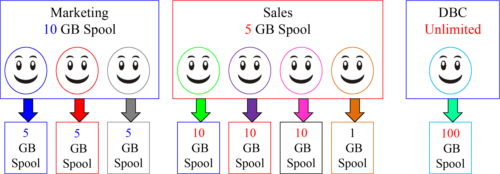 Marketing
10 GB Spool
Sales
5 GB Spool
DBC
Unlimited
5
GB
Spool
5
GB
Spool
5
GB
Spool
10
GB
Spool
10
GB
Spool
10
GB
Spool
1
GB
Spool
100
GB
Spool